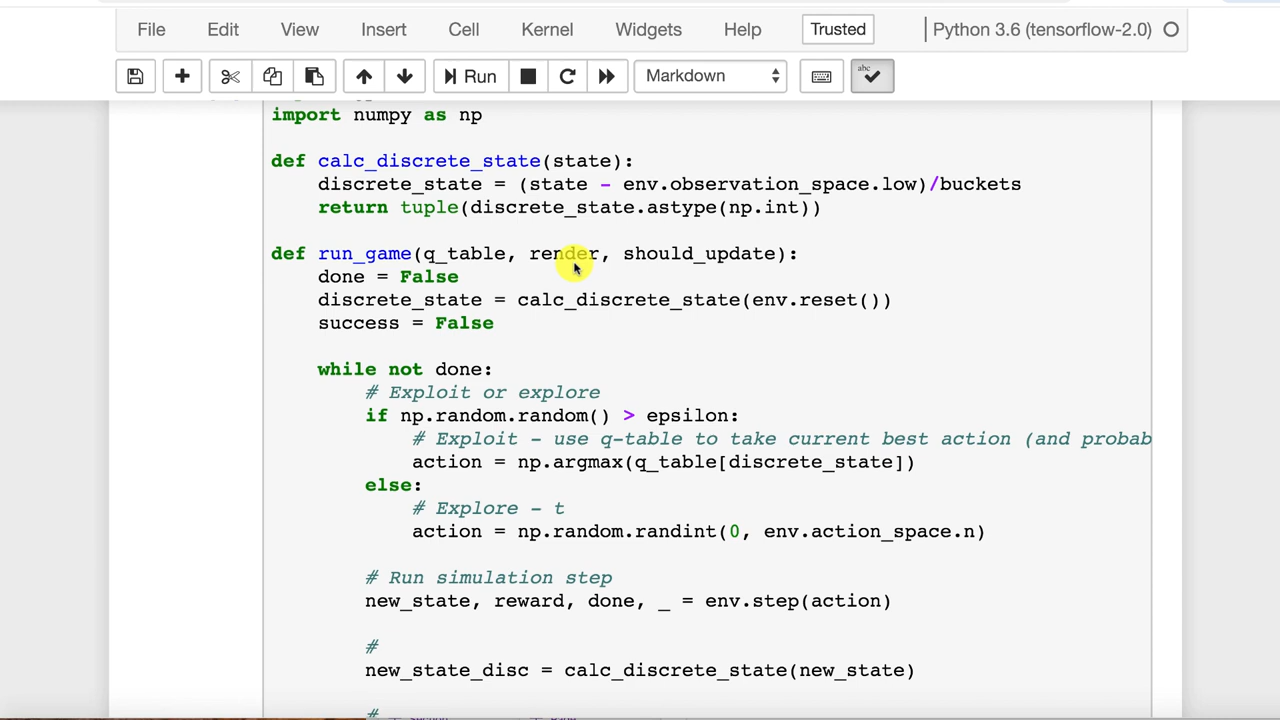 File Edit View Insert Cell Kernel Widgets Help Trusted Python 3.6 (tensorflow-2.0)
Run Markdown abc
import numpy as np
def calc_discrete_state(state):
discrete_state = (state - env.observation_space.low)/buckets
return tuple(discrete_state.astype(np.int))
def run_game(q_table, render, should_update):
done = False
discrete_state = calc_discrete_state(env.reset())
success = False
while not done:
# Exploit or explore
if np.random.random() > epsilon:
# Exploit - use q-table to take current best action (and probab
action = np.argmax(q_table[discrete_state])
else:
# Explore - t
action = np.random.randint(0, env.action_space.n)
# Run simulation step
new_state, reward, done, _ = env.step(action)
#
new_state_disc = calc_discrete_state(new_state)
#